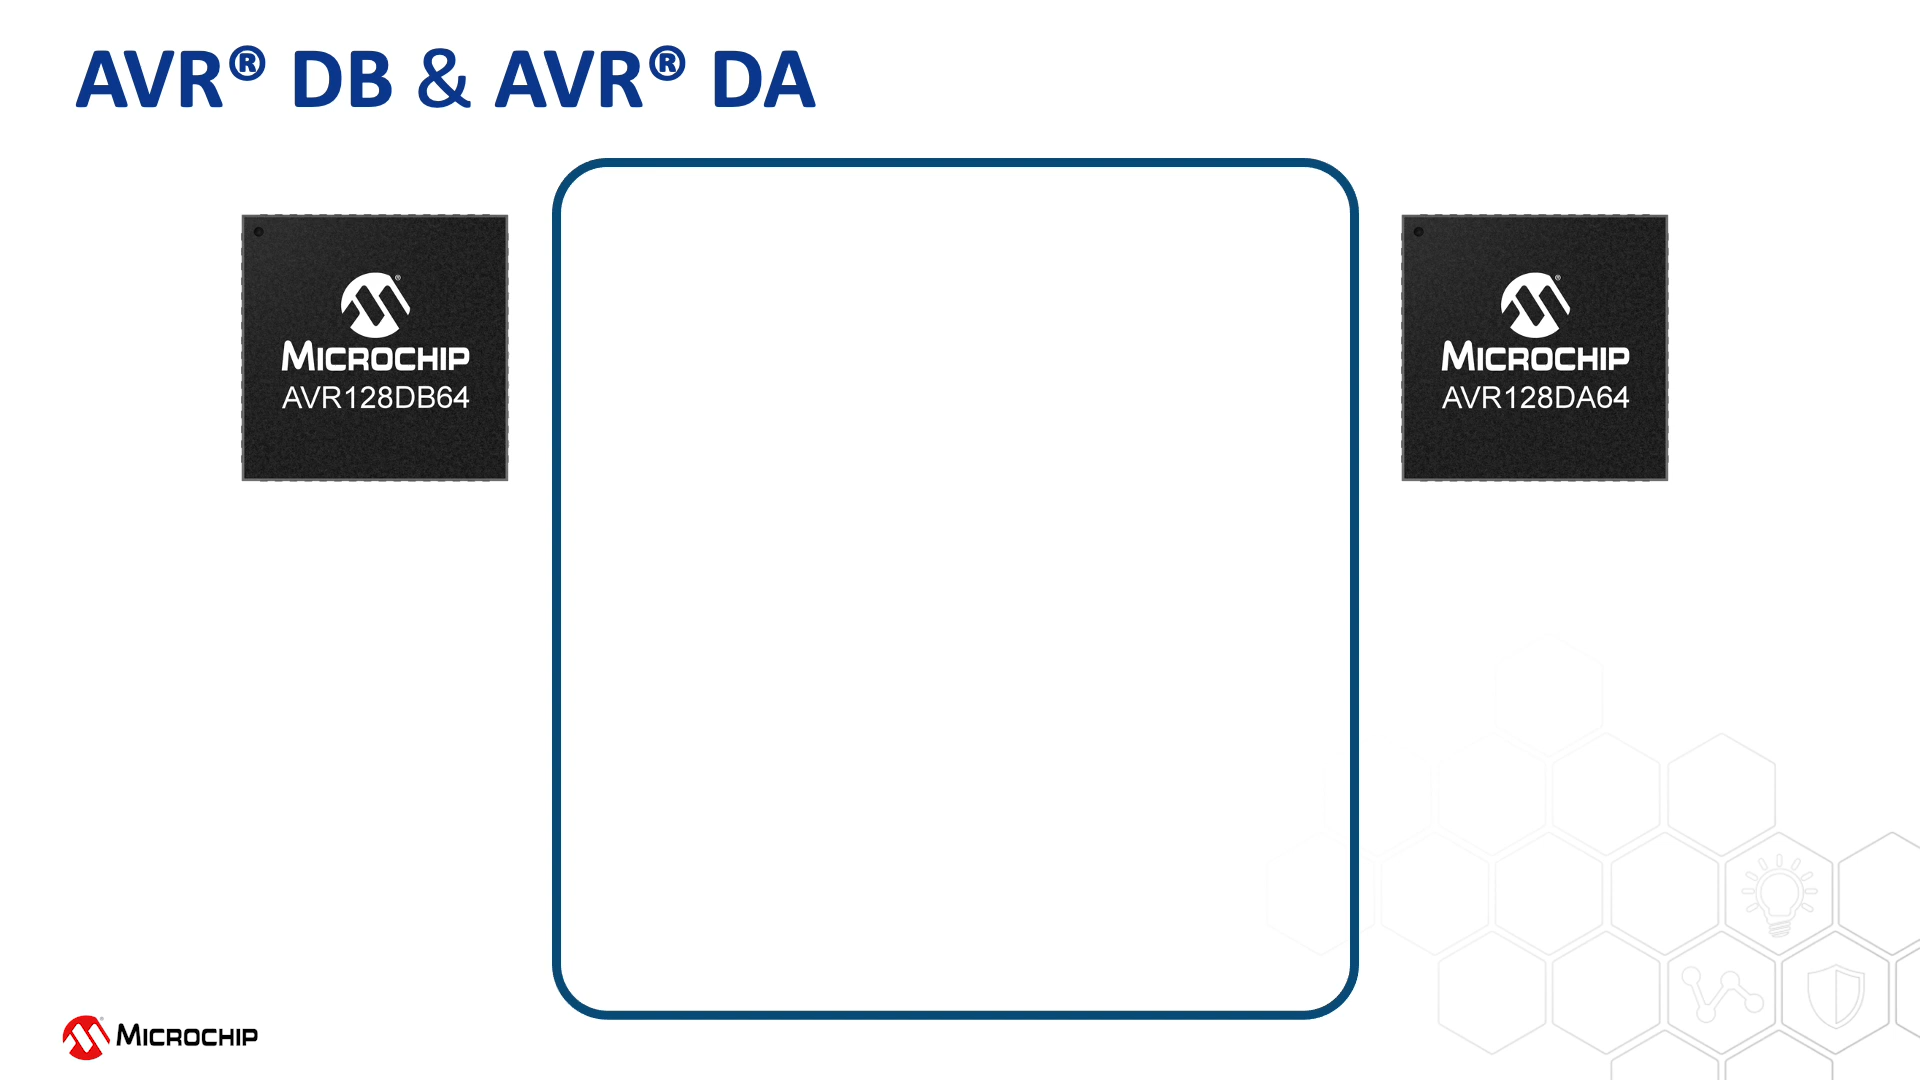 AVR® DB & AVR® DA
MICROCHIP
AVR128DB64
MICROCHIP
AVR128DA64
MICROCHIP